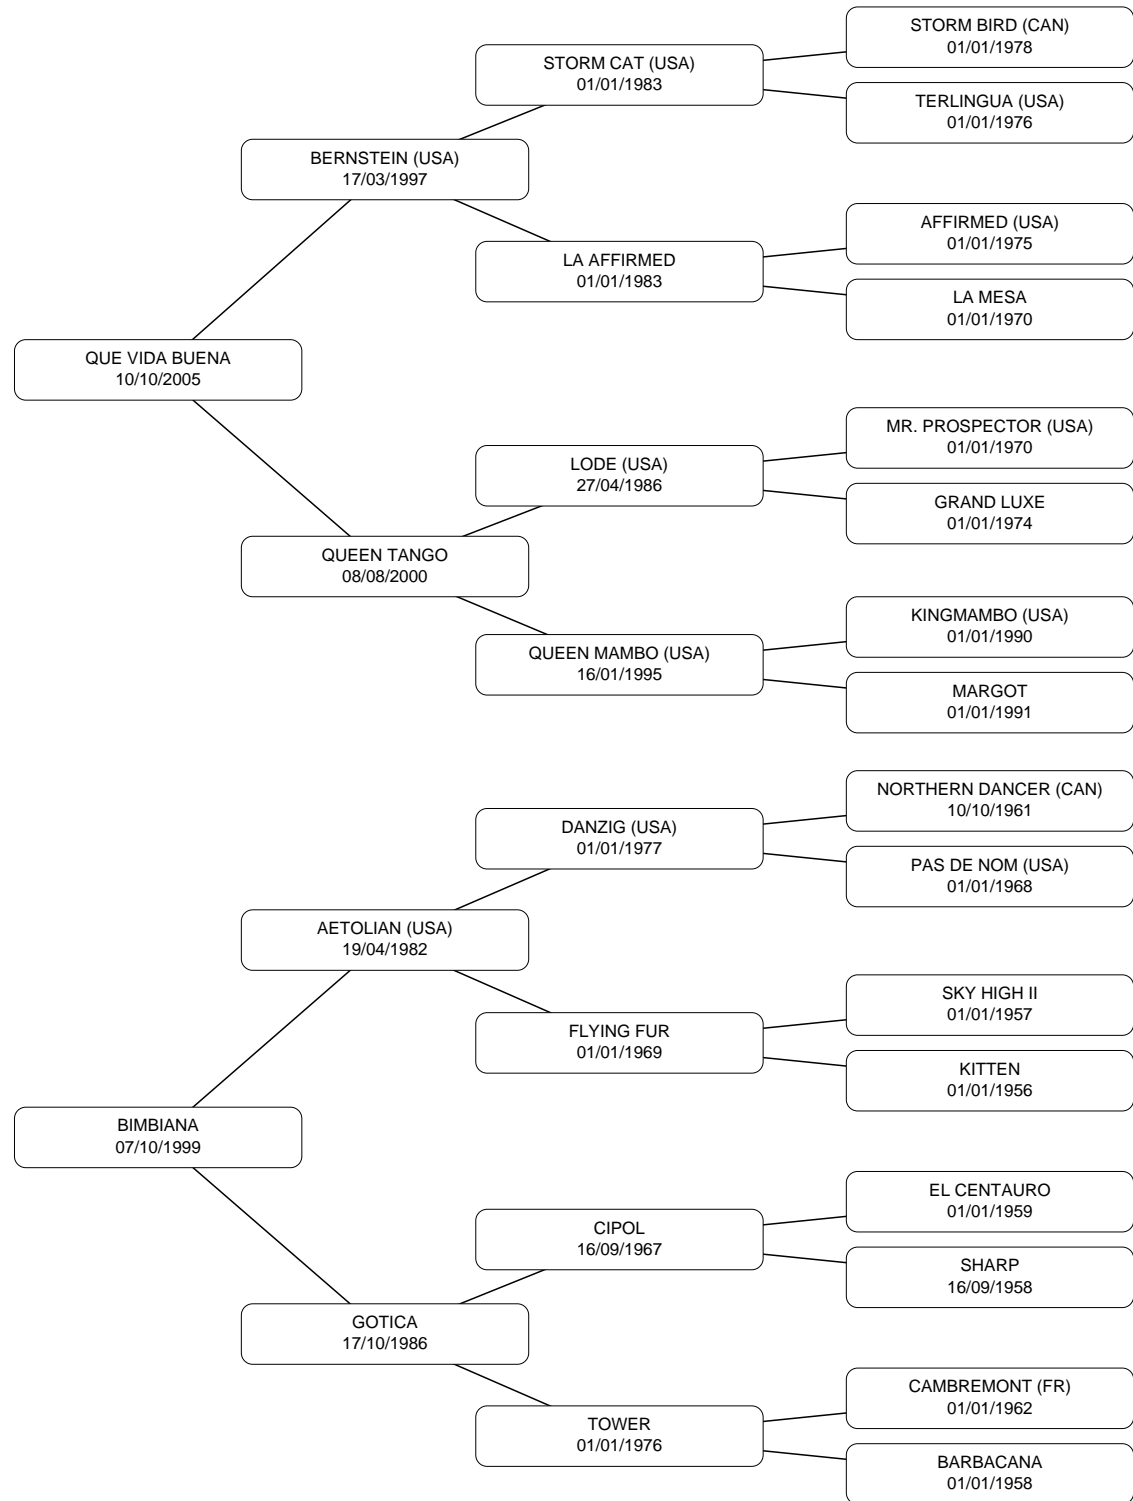 STORM BIRD (CAN)
01/01/1978
STORM CAT (USA)
01/01/1983
TERLINGUA (USA)
01/01/1976
BERNSTEIN (USA)
17/03/1997
AFFIRMED (USA)
01/01/1975
LA AFFIRMED
01/01/1983
LA MESA
01/01/1970
QUE VIDA BUENA
10/10/2005
MR. PROSPECTOR (USA)
01/01/1970
LODE (USA)
27/04/1986
GRAND LUXE
01/01/1974
QUEEN TANGO
08/08/2000
KINGMAMBO (USA)
01/01/1990
QUEEN MAMBO (USA)
16/01/1995
MARGOT
01/01/1991
NORTHERN DANCER (CAN)
10/10/1961
DANZIG (USA)
01/01/1977
PAS DE NOM (USA)
01/01/1968
AETOLIAN (USA)
19/04/1982
SKY HIGH II
01/01/1957
FLYING FUR
01/01/1969
KITTEN
01/01/1956
BIMBIANA
07/10/1999
EL CENTAURO
01/01/1959
CIPOL
16/09/1967
SHARP
16/09/1958
GOTICA
17/10/1986
CAMBREMONT (FR)
01/01/1962
TOWER
01/01/1976
BARBACANA
01/01/1958